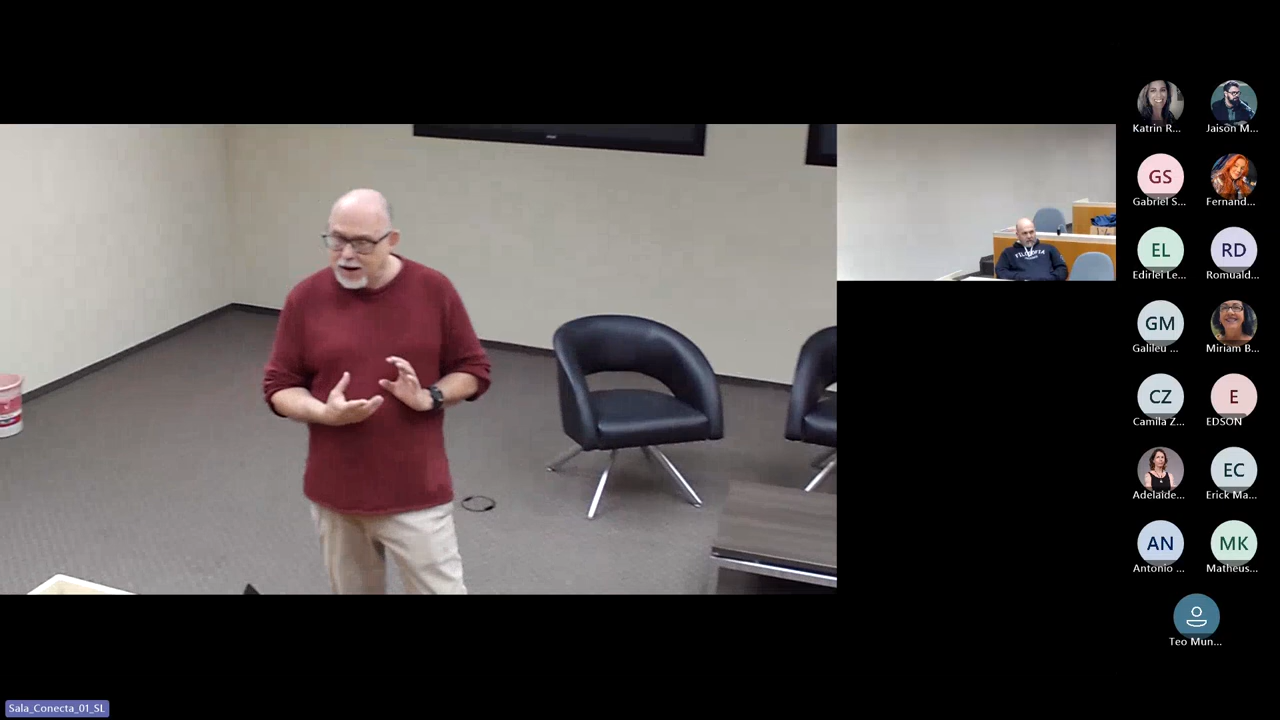 Katrin R...
Jaison M...
GS
Gabriel S...
Fernand...
EL
Edirlei Le...
RD
Romuald...
GM
Galileu ...
Miriam B...
CZ
Camila Z...
E
EDSON
Adelaide...
EC
Erick Ma...
AN
Antonio ...
MK
Matheus...
Teo Mun...
FILOSOFIA
Sala_Conecta_01_SL